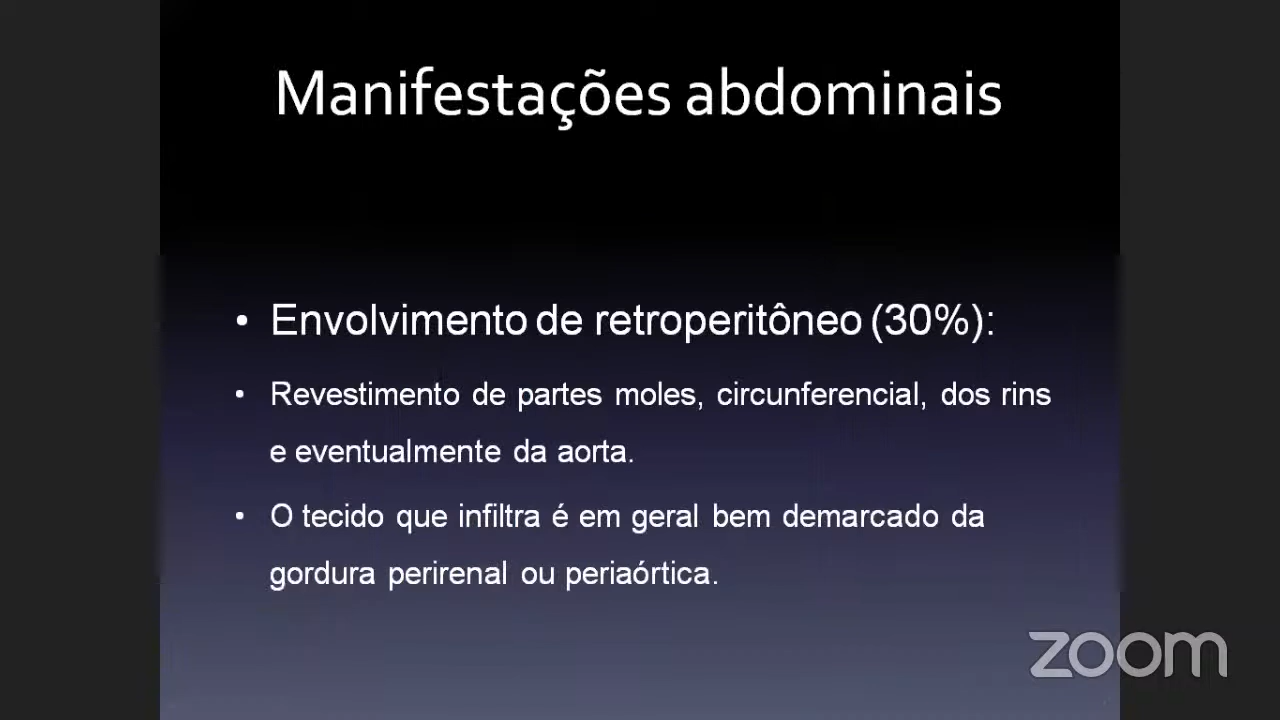 Manifestações abdominais
• Envolvimento de retroperitôneo (30%):
• Revestimento de partes moles, circunferencial, dos rins
e eventualmente da aorta.
• O tecido que infiltra é em geral bem demarcado da
gordura perirenal ou periaórtica.
zoom